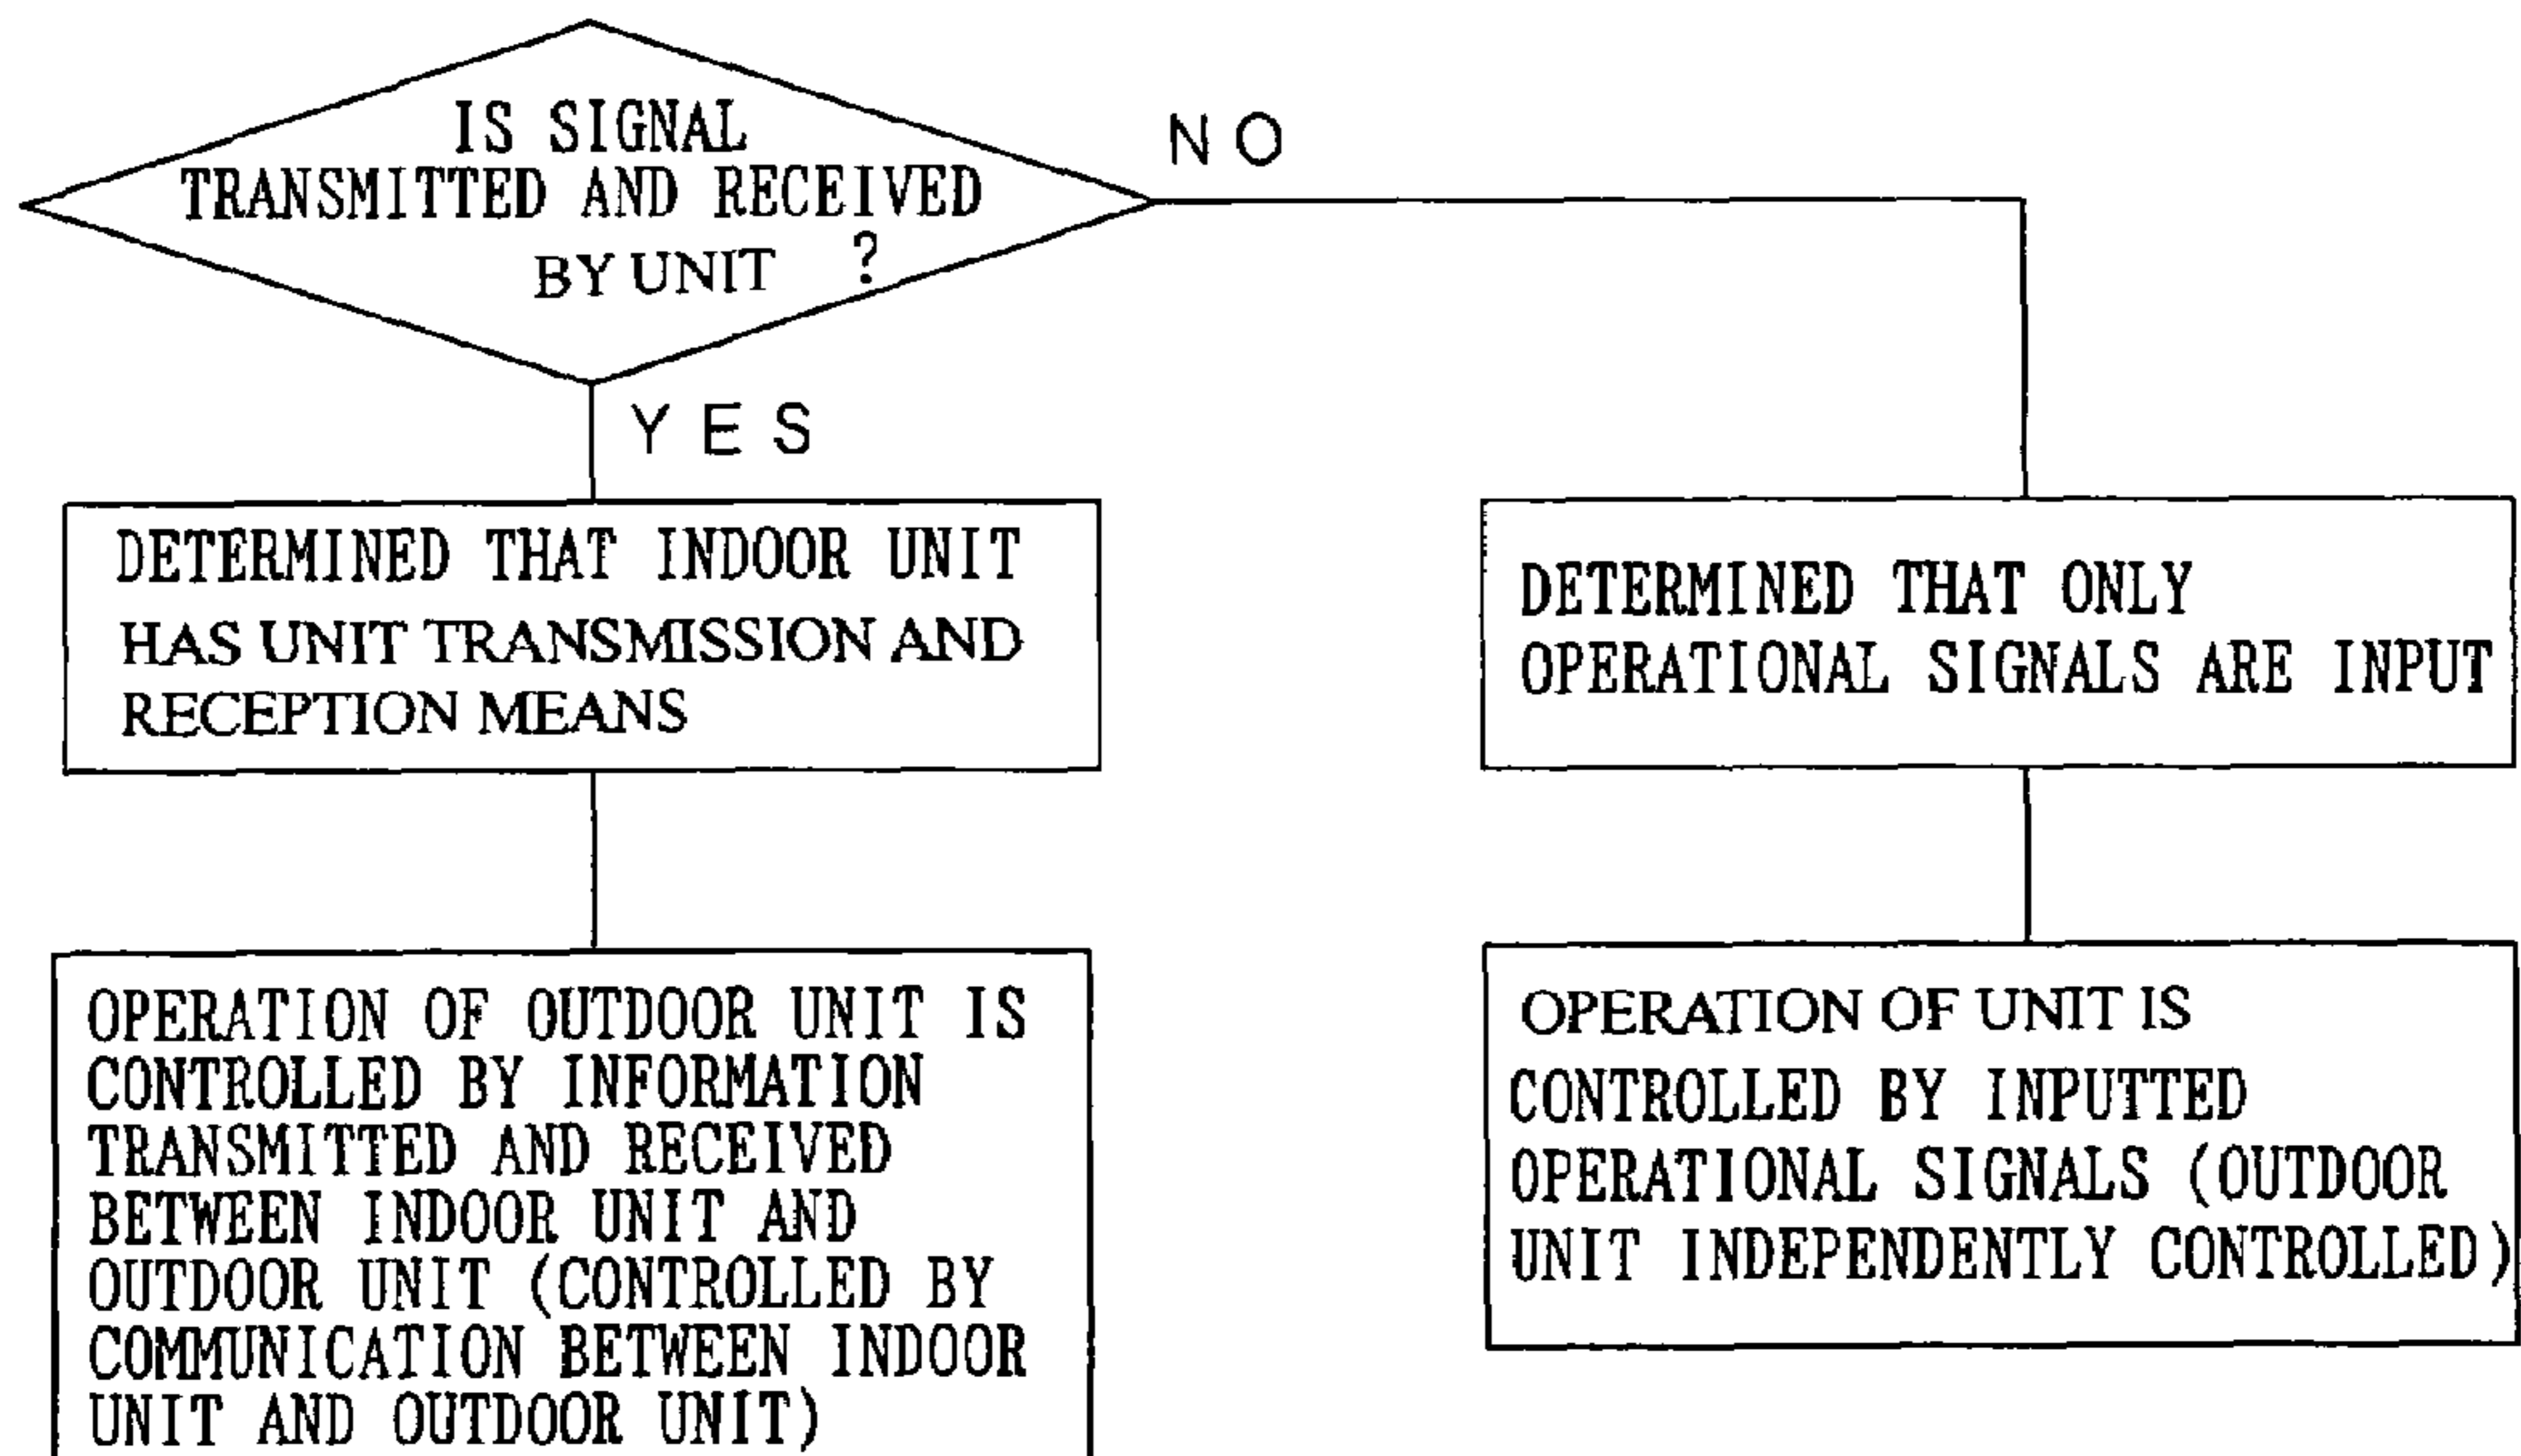 IS SIGNAL
TRANSMITTED AND RECEIVED
BY UNIT ?
NO
YES
DETERMINED THAT INDOOR UNIT
HAS UNIT TRANSMISSION AND
RECEPTION MEANS
DETERMINED THAT ONLY
OPERATIONAL SIGNALS ARE INPUT
OPERATION OF OUTDOOR UNIT IS
CONTROLLED BY INFORMATION
TRANSMITTED AND RECEIVED
BETWEEN INDOOR UNIT AND
OUTDOOR UNIT (CONTROLLED BY
COMMUNICATION BETWEEN INDOOR
UNIT AND OUTDOOR UNIT)
OPERATION OF UNIT IS
CONTROLLED BY INPUTTED
OPERATIONAL SIGNALS (OUTDOOR
UNIT INDEPENDENTLY CONTROLLED)